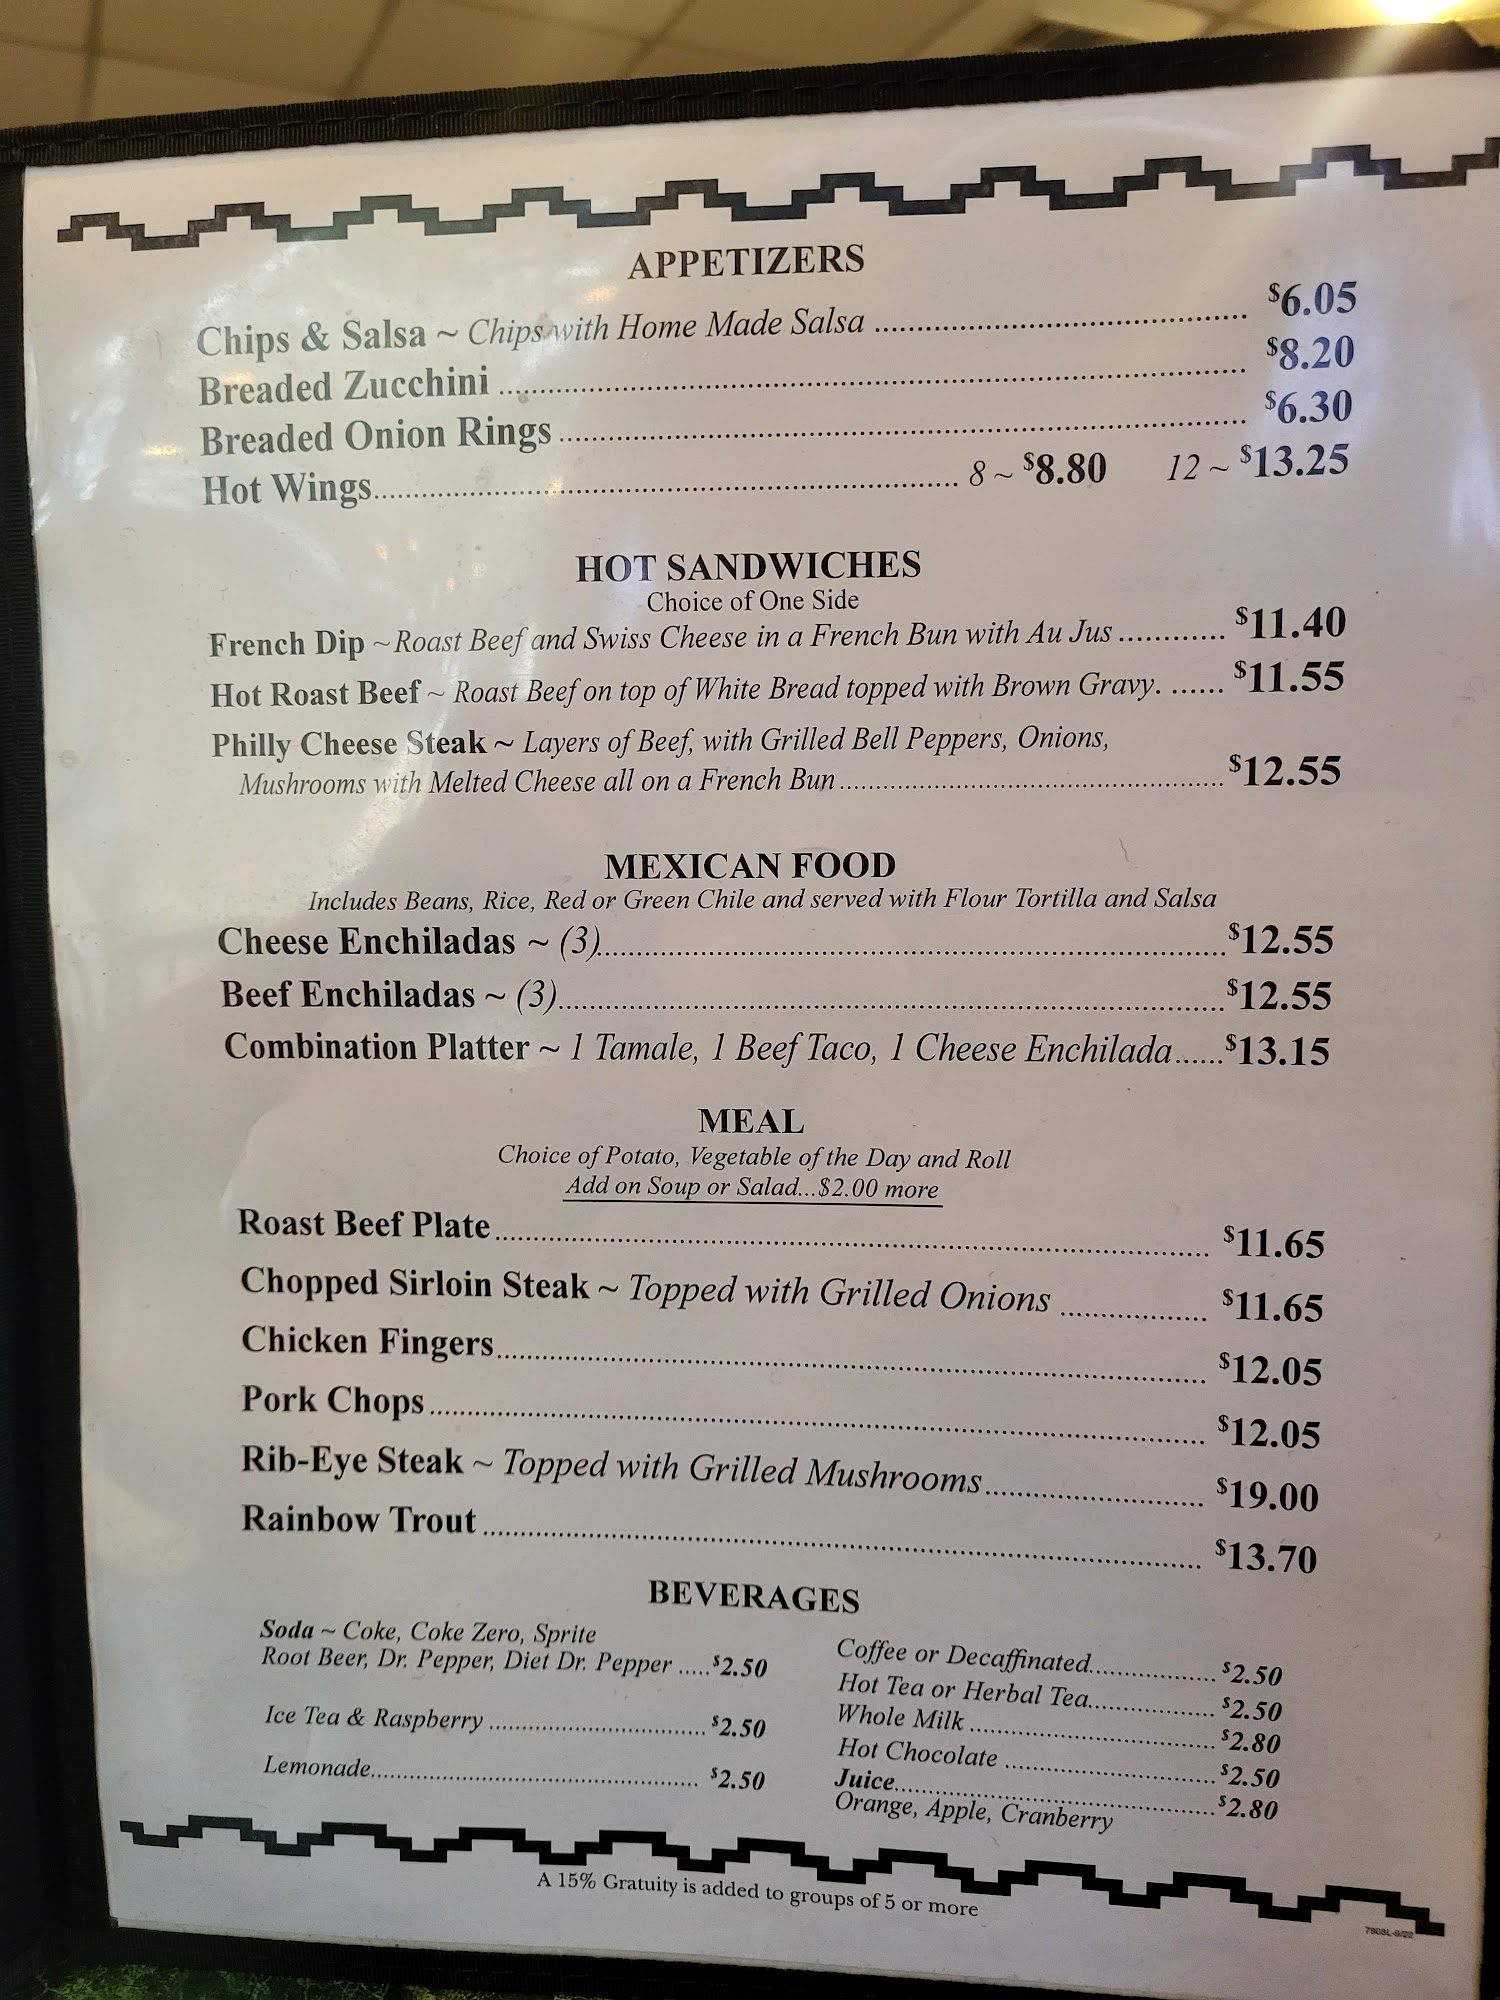 APPETIZERS
Chips & Salsa ~ Chips with Home Made Salsa ........ $6.05
Breaded Zucchini ........ $8.20
Breaded Onion Rings ........ $6.30
Hot Wings ........ 8 ~ $8.80 12 ~ $13.25
HOT SANDWICHES
Choice of One Side
French Dip ~ Roast Beef and Swiss Cheese in a French Bun with Au Jus ........ $11.40
Hot Roast Beef ~ Roast Beef on top of White Bread topped with Brown Gravy. ...... $11.55
Philly Cheese Steak ~ Layers of Beef, with Grilled Bell Peppers, Onions,
Mushrooms with Melted Cheese all on a French Bun ........ $12.55
MEXICAN FOOD
Includes Beans, Rice, Red or Green Chile and served with Flour Tortilla and Salsa
Cheese Enchiladas ~ (3) ........ $12.55
Beef Enchiladas ~ (3) ........ $12.55
Combination Platter ~ 1 Tamale, 1 Beef Taco, 1 Cheese Enchilada ...... $13.15
MEAL
Choice of Potato, Vegetable of the Day and Roll
Add on Soup or Salad...$2.00 more
Roast Beef Plate ........ $11.65
Chopped Sirloin Steak ~ Topped with Grilled Onions ........ $11.65
Chicken Fingers ........ $12.05
Pork Chops ........ $12.05
Rib-Eye Steak ~ Topped with Grilled Mushrooms ........ $19.00
Rainbow Trout ........ $13.70
BEVERAGES
Soda ~ Coke, Coke Zero, Sprite
Root Beer, Dr. Pepper, Diet Dr. Pepper ..... $2.50
Ice Tea & Raspberry ........ $2.50
Lemonade ........ $2.50
Coffee or Decaffinated ........ $2.50
Hot Tea or Herbal Tea ........ $2.50
Whole Milk ........ $2.80
Hot Chocolate ........ $2.50
Juice ........ $2.80
Orange, Apple, Cranberry
A 15% Gratuity is added to groups of 5 or more